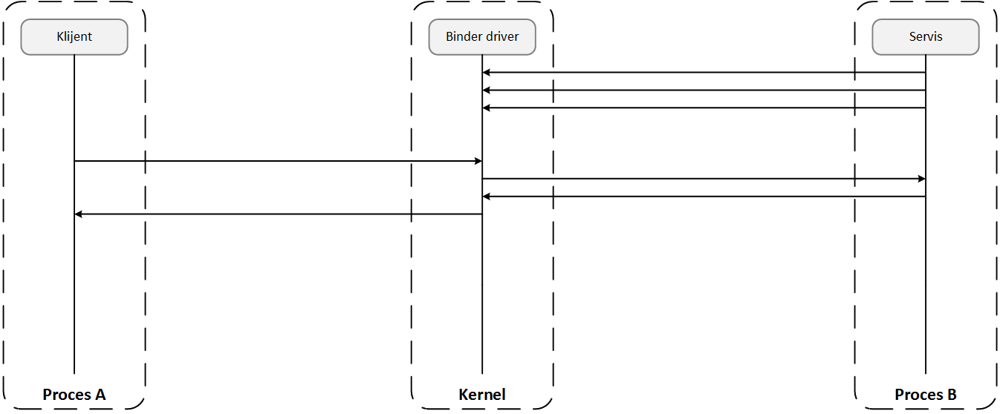 Klijent
Binder driver
Servis
Proces A
Kernel
Proces B